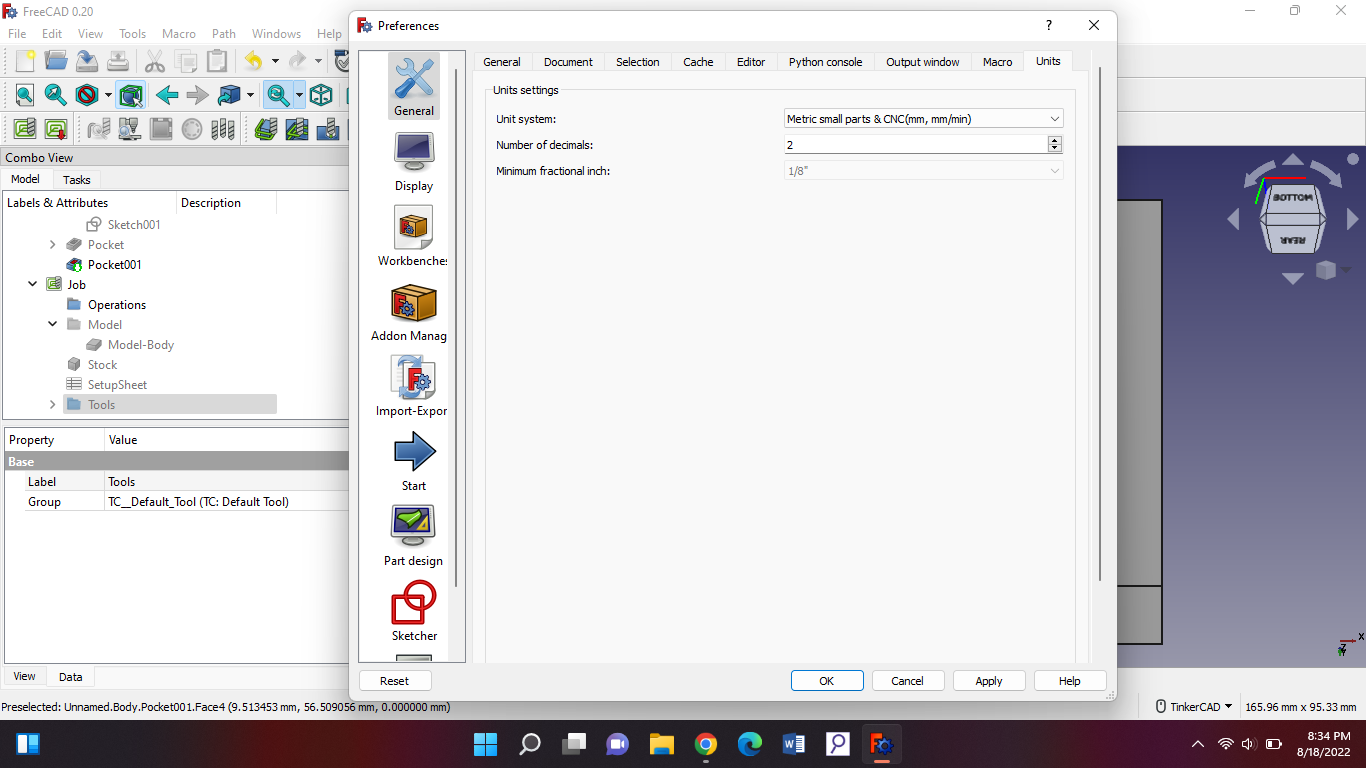 FreeCAD 0.20
File Edit View Tools Macro Path Windows Help
Combo View
Model Tasks
Labels & Attributes Description
Sketch001
Pocket
Pocket001
Job
Operations
Model
Model-Body
Stock
SetupSheet
Tools
Property Value
Base
Label Tools
Group TC__Default_Tool (TC: Default Tool)
View Data
Preselected: Unnamed.Body.Pocket001.Face4 (9.513453 mm, 56.509056 mm, 0.000000 mm)
Preferences
?
General
Display
Workbenches
Addon Manag
Import-Expor
Start
Part design
Sketcher
General Document Selection Cache Editor Python console Output window Macro Units
Units settings
Unit system: Metric small parts & CNC(mm, mm/min)
Number of decimals: 2
Minimum fractional inch: 1/8"
Reset OK Cancel Apply Help
BOTTOM
REAR
X
Z
TinkerCAD 165.96 mm x 95.33 mm
8:34 PM
8/18/2022